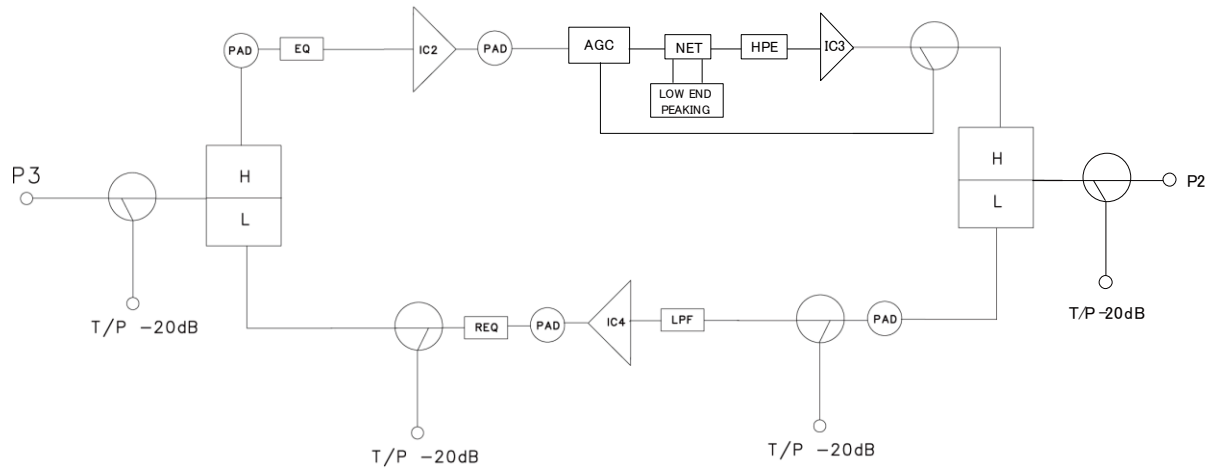 PAD
EQ
IC2
PAD
AGC
NET
HPE
IC3
LOW END
PEAKING
P3
H
L
H
L
P2
T/P -20dB
T/P-20dB
REQ
PAD
IC4
LPF
PAD
T/P -20dB
T/P -20dB